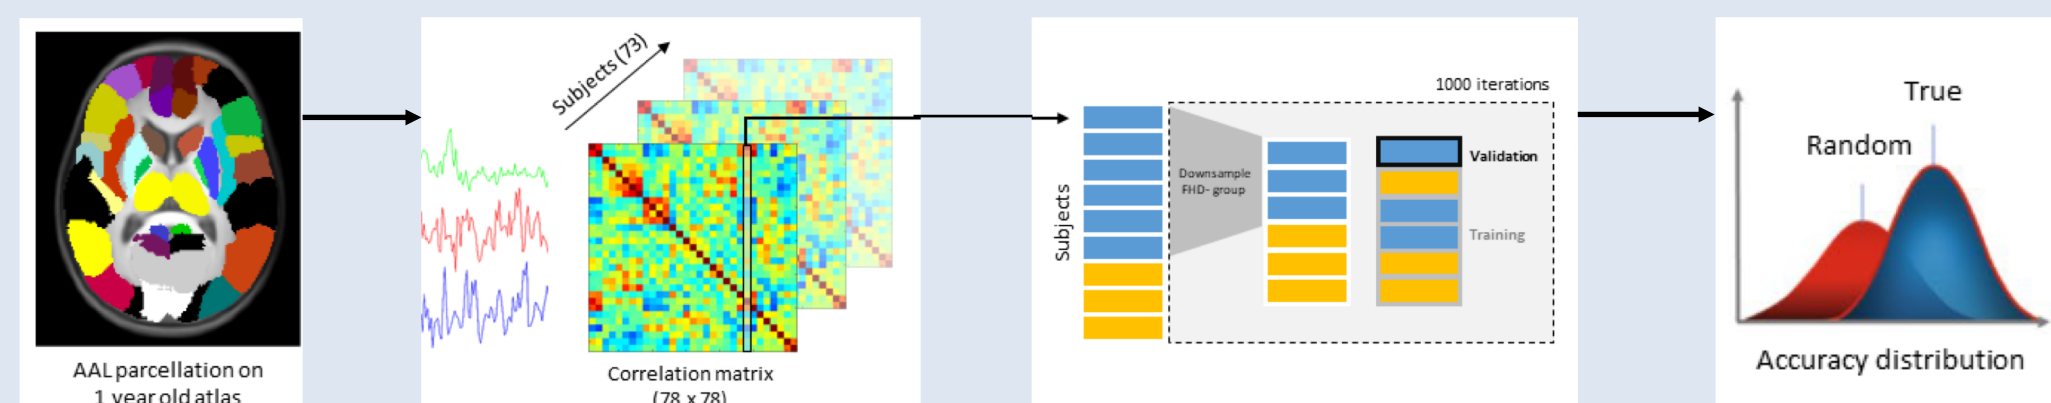 AAL parcellation on
1 year old atlas
Subjects (73)
Correlation matrix
(78 x 78)
Subjects
1000 iterations
Downsample
FHD- group
Validation
Training
True
Random
Accuracy distribution